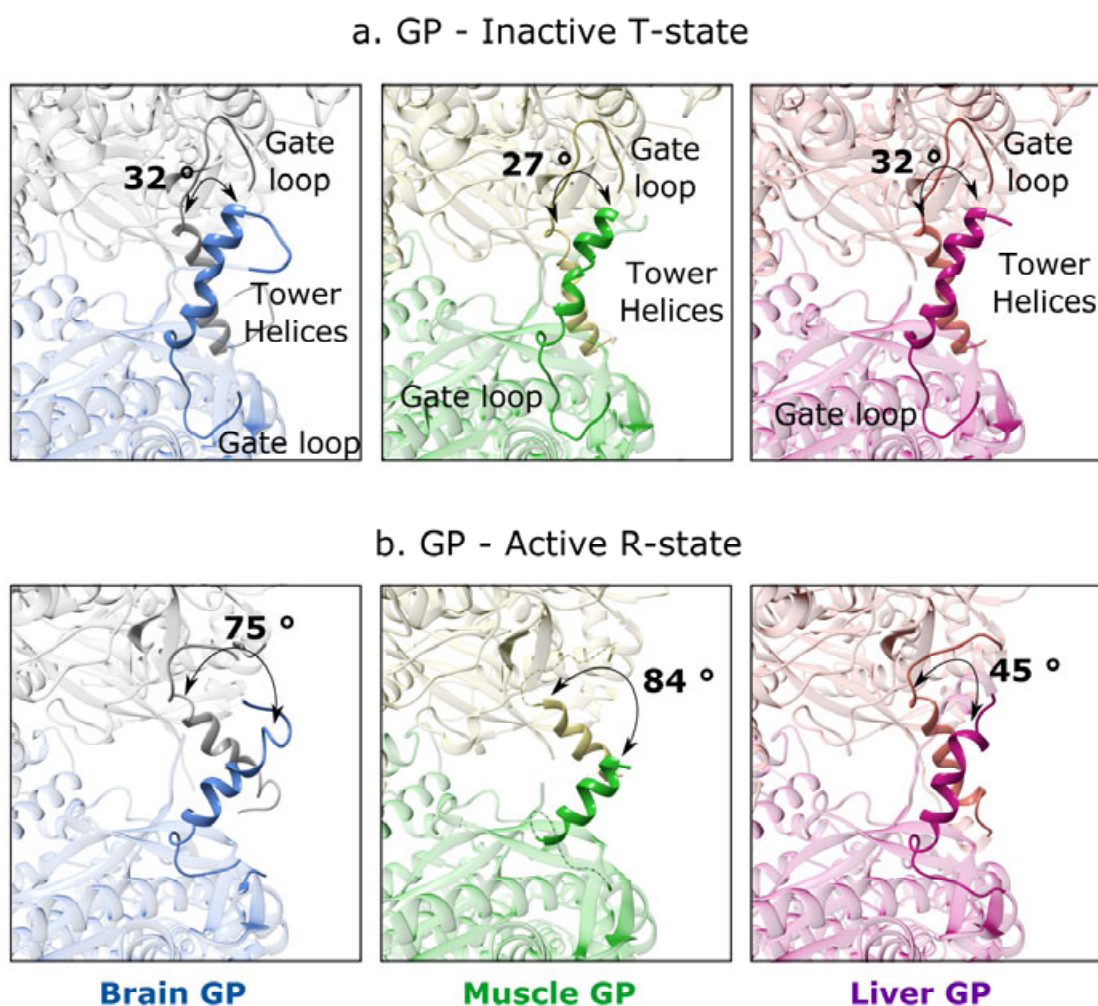 a. GP - Inactive T-state
32 °
Gate
loop
Tower
Helices
Gate loop
27 °
Gate
loop
Tower
Helices
Gate loop
32 °
Gate
loop
Tower
Helices
Gate loop
b. GP - Active R-state
75 °
84 °
45 °
Brain GP
Muscle GP
Liver GP